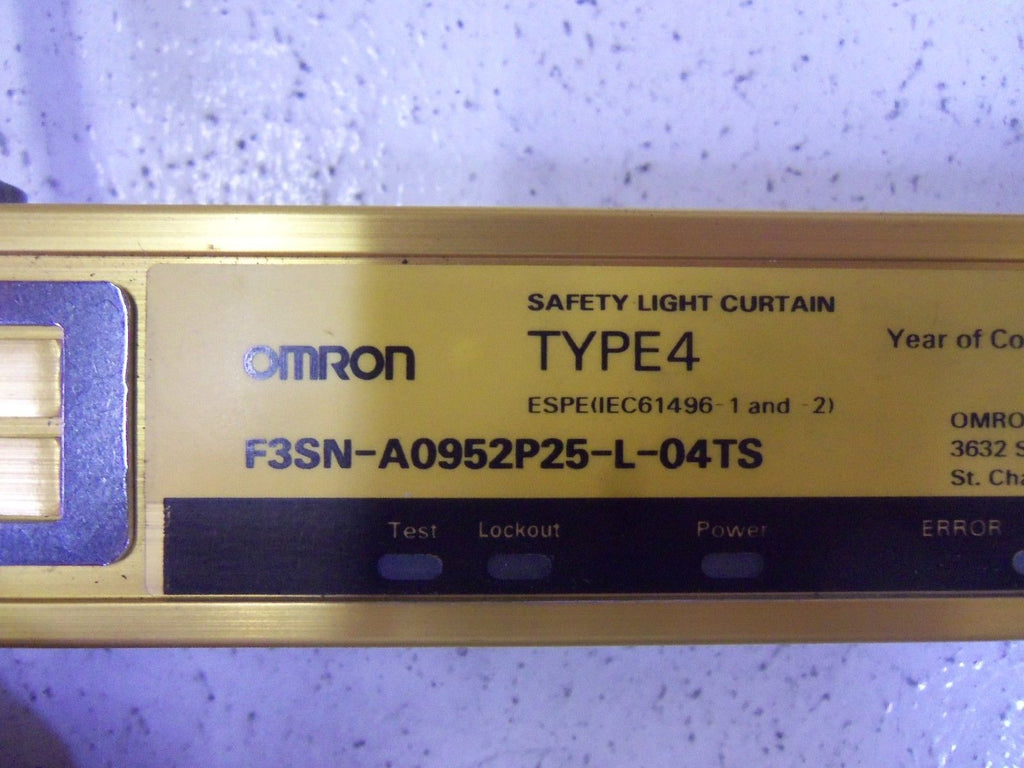 SAFETY LIGHT CURTAIN
OMRON
TYPE4
Year of Co
ESPE(IEC61496-1 and -2)
F3SN-A0952P25-L-04TS
OMRO
3632 S
St. Cha
Test Lockout Power ERROR